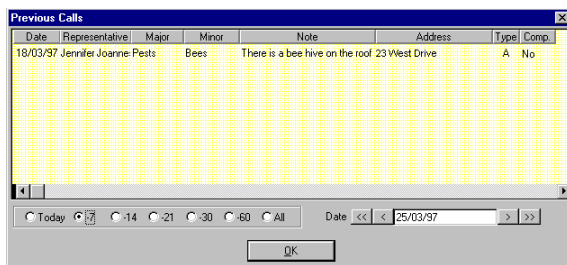 Previous Calls
Date Representative Major Minor Note Address Type Comp.
18/03/97 Jennifer Joanne: Pests Bees There is a bee hive on the roof 23 West Drive A No
Today -7 -14 -21 -30 -60 All Date << < 25/03/97 > >>
OK